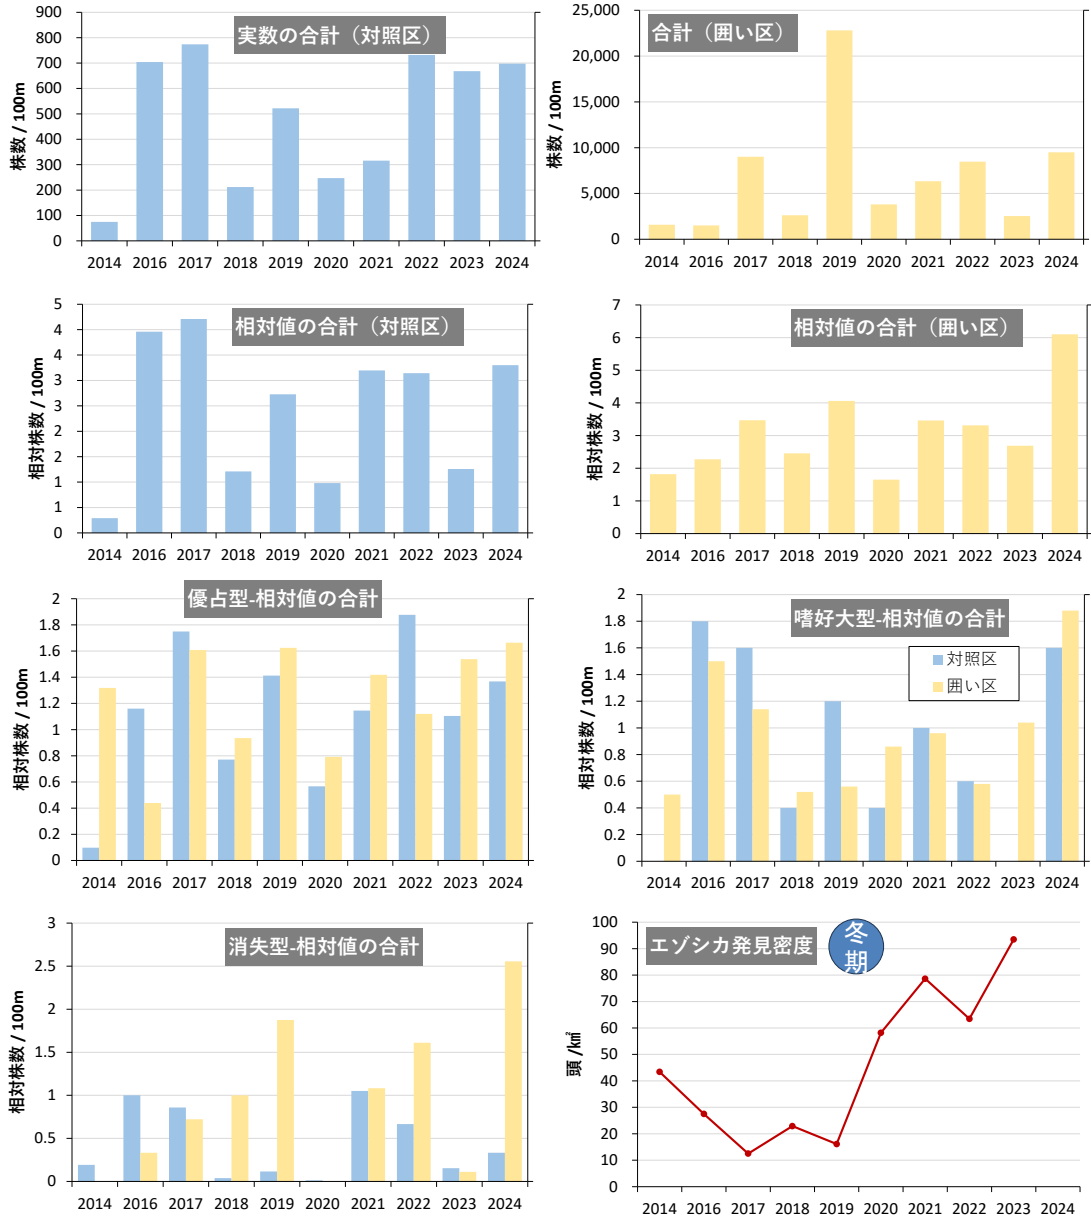 実数の合計（対照区）
株数 / 100m
900
800
700
600
500
400
300
200
100
0
2014 2016 2017 2018 2019 2020 2021 2022 2023 2024
合計（囲い区）
株数 / 100m
25,000
20,000
15,000
10,000
5,000
0
2014 2016 2017 2018 2019 2020 2021 2022 2023 2024
相対値の合計（対照区）
相対株数 / 100m
5
4
4
3
3
2
2
1
1
0
2014 2016 2017 2018 2019 2020 2021 2022 2023 2024
相対値の合計（囲い区）
相対株数 / 100m
7
6
5
4
3
2
1
0
2014 2016 2017 2018 2019 2020 2021 2022 2023 2024
優占型-相対値の合計
相対株数 / 100m
2
1.8
1.6
1.4
1.2
1
0.8
0.6
0.4
0.2
0
2014 2016 2017 2018 2019 2020 2021 2022 2023 2024
嗜好大型-相対値の合計
対照区
囲い区
相対株数 / 100m
2
1.8
1.6
1.4
1.2
1
0.8
0.6
0.4
0.2
0
2014 2016 2017 2018 2019 2020 2021 2022 2023 2024
消失型-相対値の合計
相対株数 / 100m
3
2.5
2
1.5
1
0.5
0
2014 2016 2017 2018 2019 2020 2021 2022 2023 2024
エゾシカ発見密度
冬
期
頭 /㎢
100
90
80
70
60
50
40
30
20
10
0
2014 2016 2017 2018 2019 2020 2021 2022 2023 2024